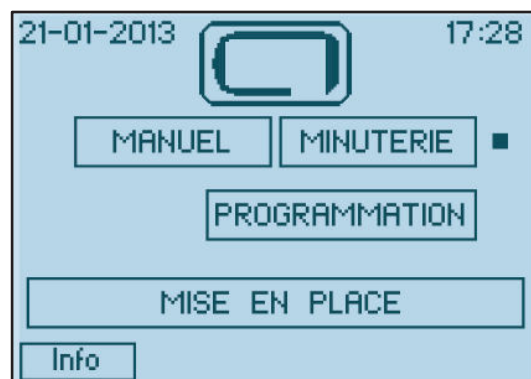 21-01-2013 17:28
MANUEL MINUTERIE
PROGRAMMATION
MISE EN PLACE
Info